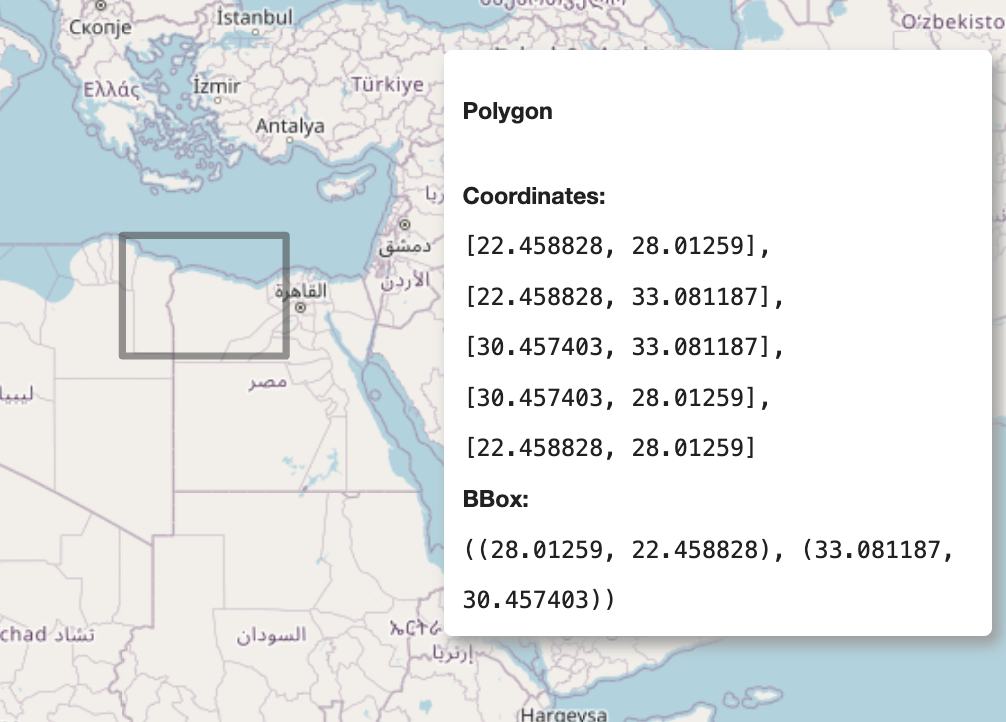 Скопје
İstanbul
O‘zbekisto
Ελλάς
İzmir
Türkiye
Antalya
Polygon
Coordinates:
[22.458828, 28.01259],
[22.458828, 33.081187],
[30.457403, 33.081187],
[30.457403, 28.01259],
[22.458828, 28.01259]
BBox:
((28.01259, 22.458828), (33.081187,
30.457403))
دمشق
الأردن
القاهرة
مصر
ليبيا
chad تشاد
السودان
إرتريا
Hargeysa